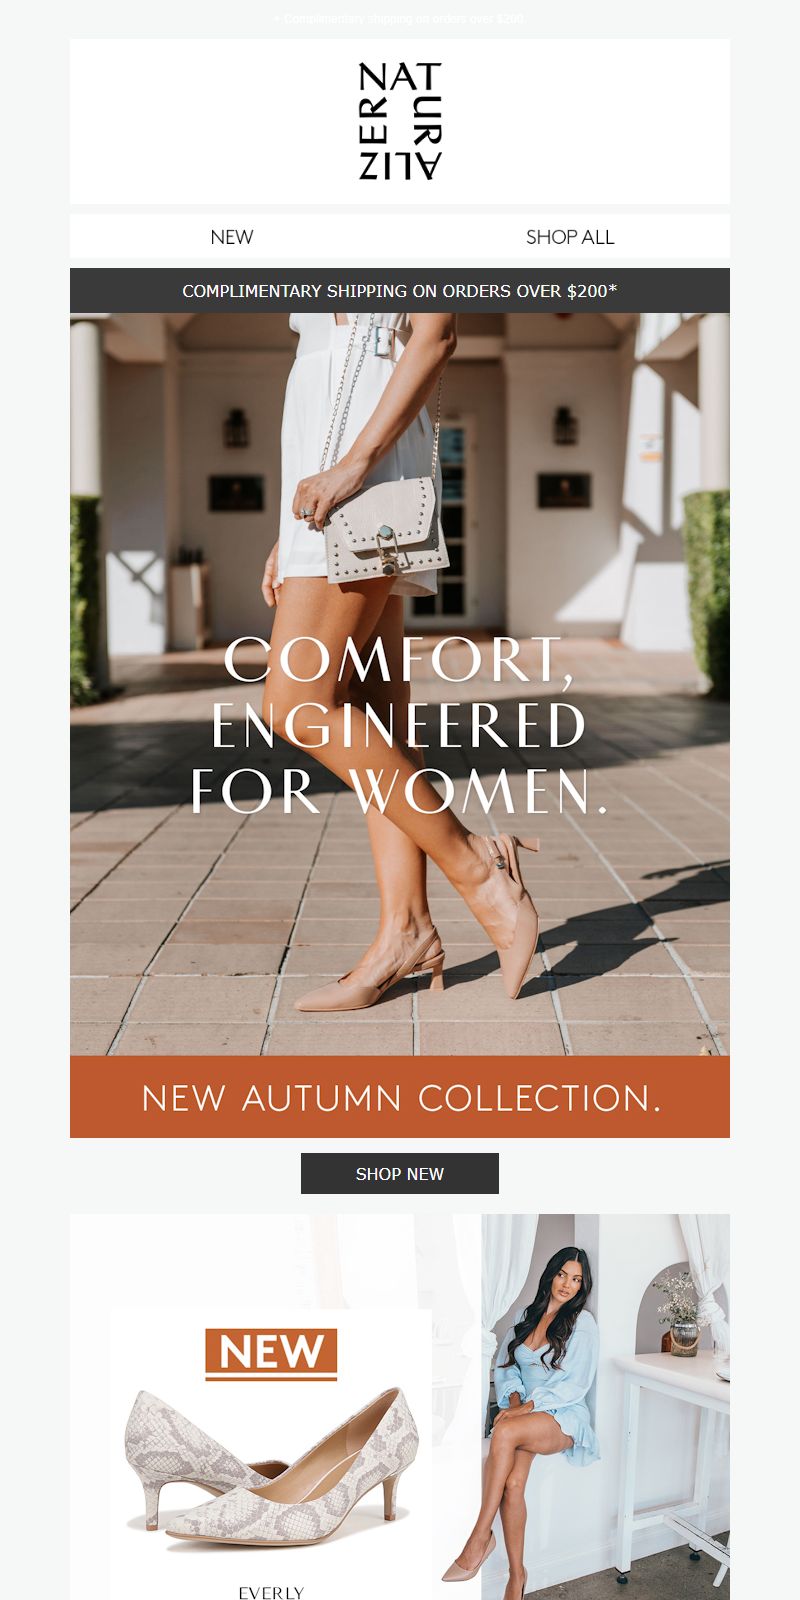 + Complimentary shipping on orders over $200.
NATURALIZER
NEW
SHOP ALL
COMPLIMENTARY SHIPPING ON ORDERS OVER $200*
COMFORT,
ENGINEERED
FOR WOMEN.
NEW AUTUMN COLLECTION.
SHOP NEW
NEW
EVERLY